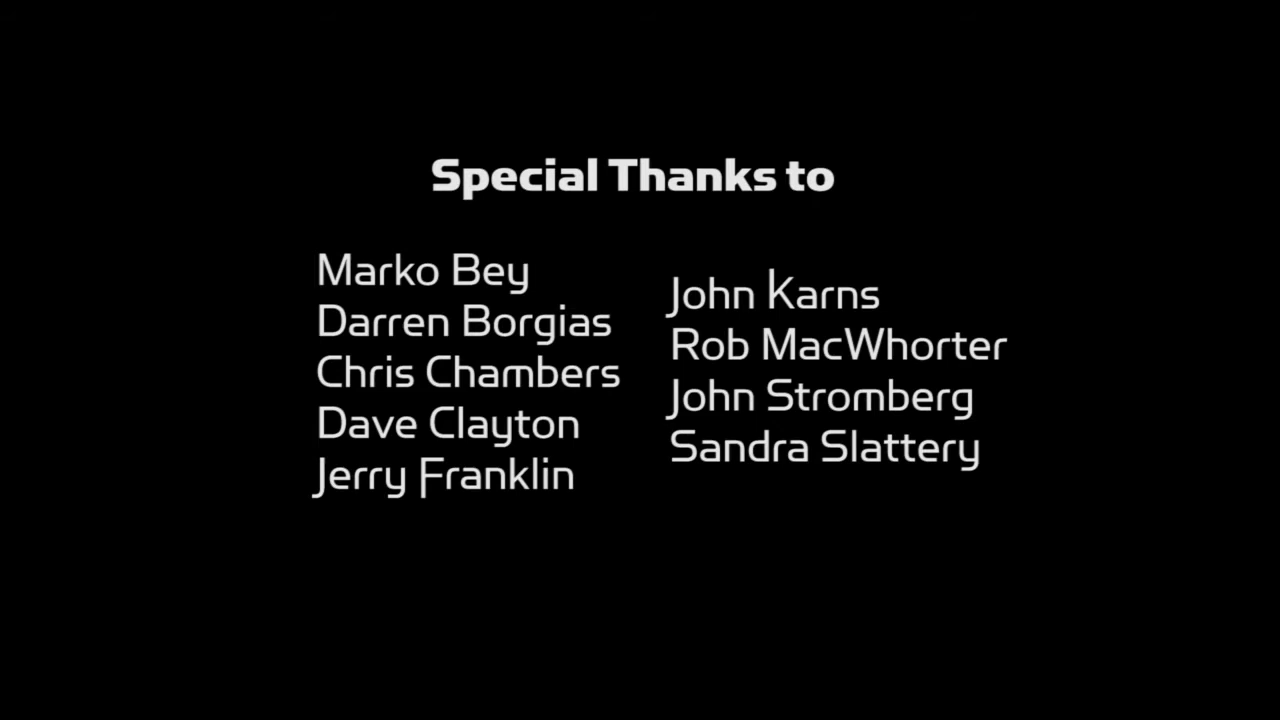 Special Thanks to
Marko Bey
Darren Borgias
Chris Chambers
Dave Clayton
Jerry Franklin
John Karns
Rob MacWhorter
John Stromberg
Sandra Slattery